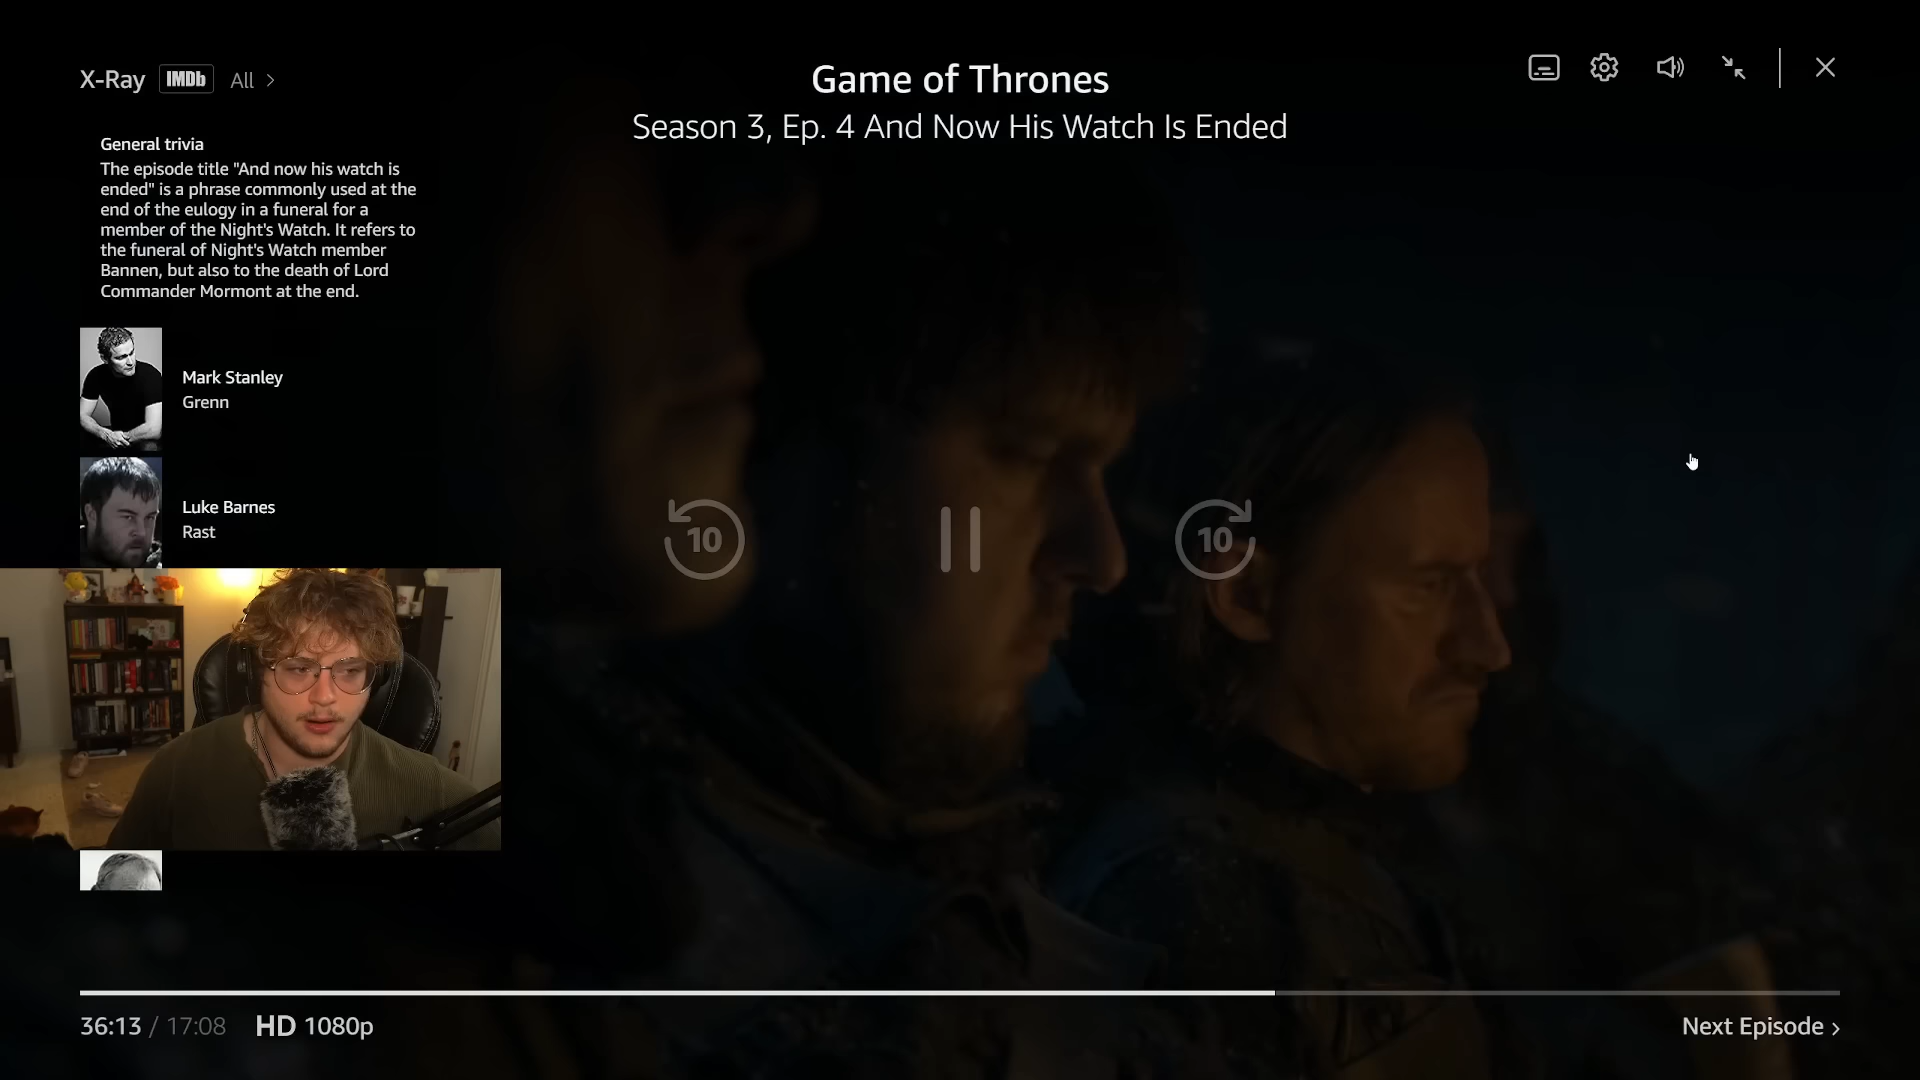 X-Ray IMDb All >
Game of Thrones
Season 3, Ep. 4 And Now His Watch Is Ended
General trivia
The episode title "And now his watch is
ended" is a phrase commonly used at the
end of the eulogy in a funeral for a
member of the Night's Watch. It refers to
the funeral of Night's Watch member
Bannen, but also to the death of Lord
Commander Mormont at the end.
Mark Stanley
Grenn
Luke Barnes
Rast
10
10
36:13 / 17:08 HD 1080p
Next Episode >